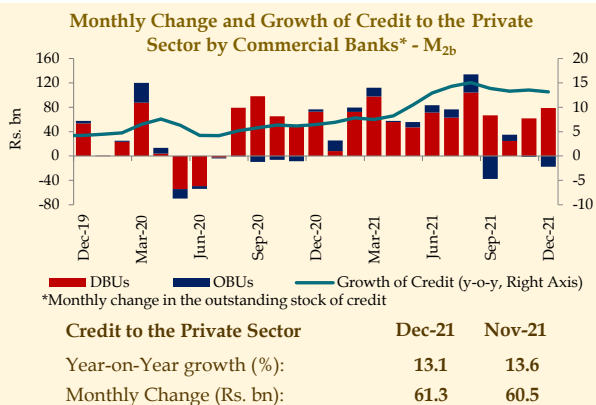 Monthly Change and Growth of Credit to the Private
Sector by Commercial Banks* - M2b
Rs. bn
160
120
80
40
0
-40
-80
20
15
10
5
0
-5
-10
Dec-19
Mar-20
Jun-20
Sep-20
Dec-20
Mar-21
Jun-21
Sep-21
Dec-21
DBUs OBUs Growth of Credit (y-o-y, Right Axis)
*Monthly change in the outstanding stock of credit
Credit to the Private Sector Dec-21 Nov-21
Year-on-Year growth (%): 13.1 13.6
Monthly Change (Rs. bn): 61.3 60.5